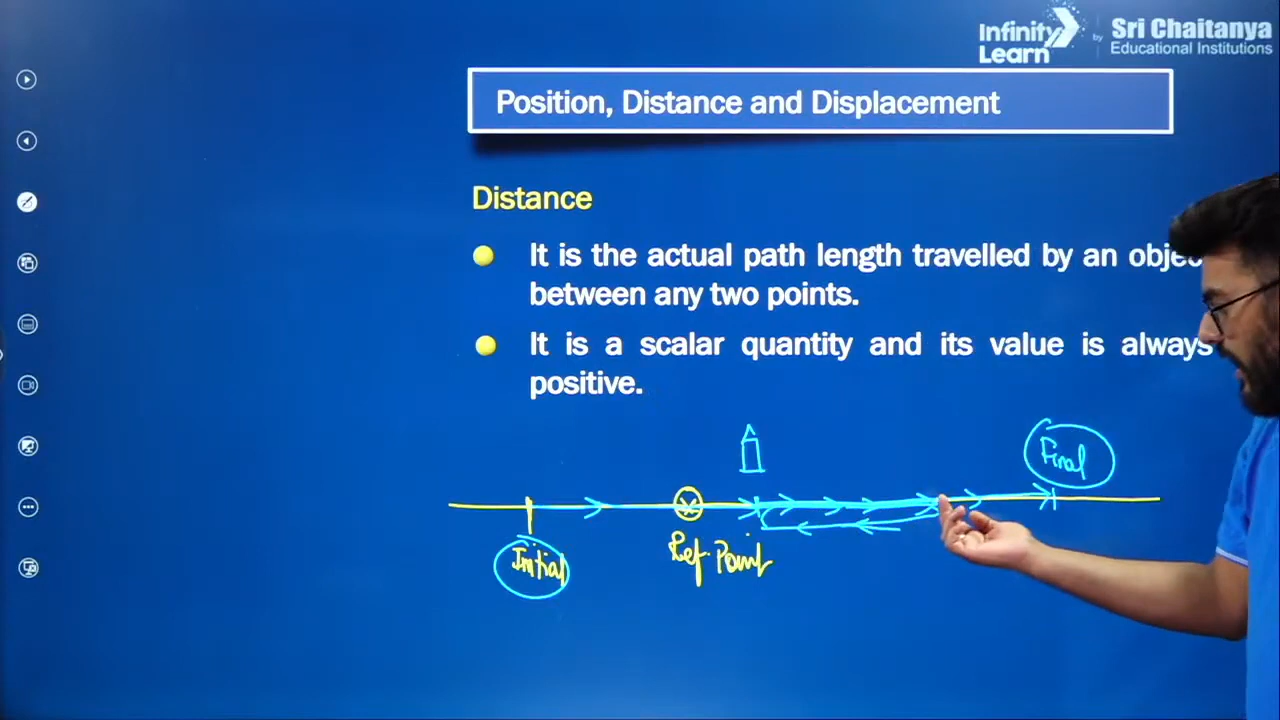 Infinity
Learn
by
Sri Chaitanya
Educational Institutions
Position, Distance and Displacement
Distance
It is the actual path length travelled by an objec
between any two points.
It is a scalar quantity and its value is always
positive.
Final
Initial
Ref. Point